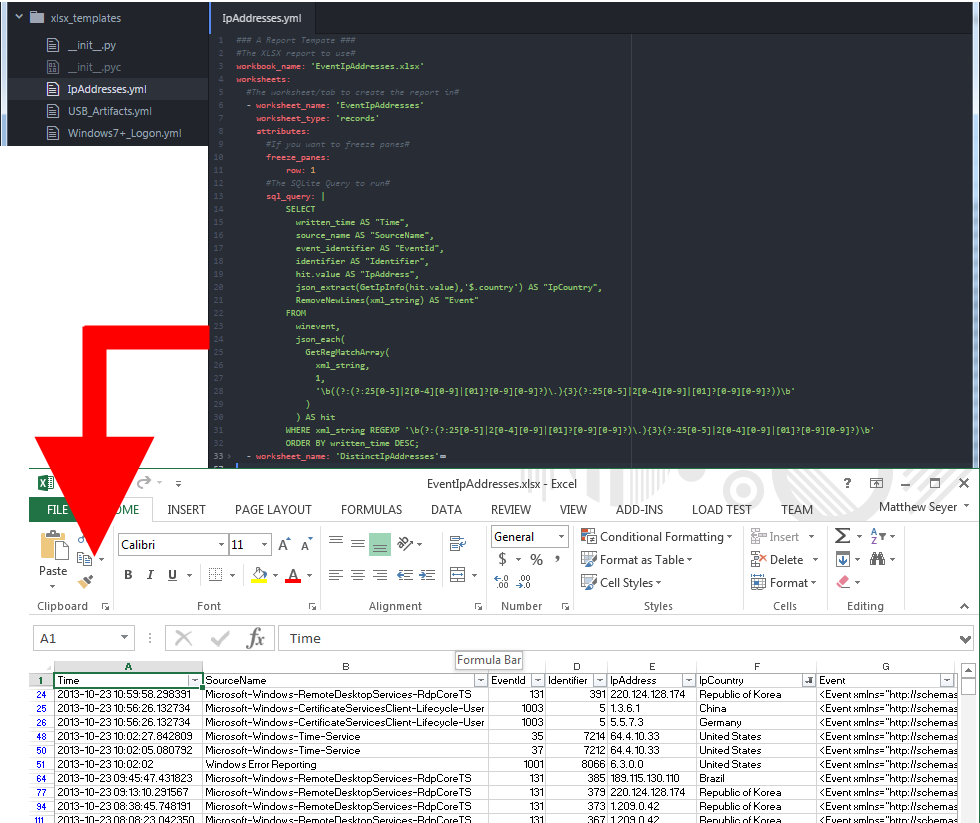 xlsx_templates
__init__.py
__init__.pyc
IpAddresses.yml
USB_Artifacts.yml
Windows7+_Logon.yml
IpAddresses.yml
1 ### A Report Tempate ###
2 #The XLSX report to use#
3 workbook_name: 'EventIpAddresses.xlsx'
4 worksheets:
5 #The worksheet/tab to create the report in#
6 - worksheet_name: 'EventIpAddresses'
7 worksheet_type: 'records'
8 attributes:
9 #If you want to freeze panes#
10 freeze_panes:
11 row: 1
12 #The SQLite Query to run#
13 sql_query: |
14 SELECT
15 written_time AS "Time",
16 source_name AS "SourceName",
17 event_identifier AS "EventId",
18 identifier AS "Identifier",
19 hit.value AS "IpAddress",
20 json_extract(GetIpInfo(hit.value),'$.country') AS "IpCountry",
21 RemoveNewLines(xml_string) AS "Event"
22 FROM
23 winevent,
24 json_each(
25 GetRegMatchArray(
26 xml_string,
27 1,
28 '\b((?:(?:25[0-5]|2[0-4][0-9]|[01]?[0-9][0-9]?)\.){3}(?:25[0-5]|2[0-4][0-9]|[01]?[0-9][0-9]?))\b'
29 )
30 ) AS hit
31 WHERE xml_string REGEXP '\b(?:(?:25[0-5]|2[0-4][0-9]|[01]?[0-9][0-9]?)\.){3}(?:25[0-5]|2[0-4][0-9]|[01]?[0-9][0-9]?)\b'
32 ORDER BY written_time DESC;
33 - worksheet_name: 'DistinctIpAddresses'
EventIpAddresses.xlsx - Excel
FILE INSERT PAGE LAYOUT FORMULAS DATA REVIEW VIEW ADD-INS LOAD TEST TEAM Matthew Seyer
Calibri 11 General Conditional Formatting Insert
Paste Format as Table Delete
B I U A $ % , Cell Styles Format
Clipboard Font Alignment Number Styles Cells Editing
A1 fx Time
Formula Bar
A B D E F G
1 Time SourceName EventId Identifier IpAddress IpCountry Event
24 2013-10-23 10:59:58.298391 Microsoft-Windows-RemoteDesktopServices-RdpCoreTS 131 391 220.124.128.174 Republic of Korea <Event xmlns="http://schemas
25 2013-10-23 10:56:26.132734 Microsoft-Windows-CertificateServicesClient-Lifecycle-User 1003 5 1.3.6.1 China <Event xmlns="http://schemas
26 2013-10-23 10:56:26.132734 Microsoft-Windows-CertificateServicesClient-Lifecycle-User 1003 5 5.5.7.3 Germany <Event xmlns="http://schemas
48 2013-10-23 10:02:27.842809 Microsoft-Windows-Time-Service 35 7214 64.4.10.33 United States <Event xmlns="http://schemas
50 2013-10-23 10:02:05.080792 Microsoft-Windows-Time-Service 37 7212 64.4.10.33 United States <Event xmlns="http://schemas
51 2013-10-23 10:02:02 Windows Error Reporting 1001 8066 6.3.0.0 United States <Event xmlns="http://schemas
64 2013-10-23 09:45:47.431823 Microsoft-Windows-RemoteDesktopServices-RdpCoreTS 131 385 189.115.130.110 Brazil <Event xmlns="http://schemas
77 2013-10-23 09:13:10.291567 Microsoft-Windows-RemoteDesktopServices-RdpCoreTS 131 379 220.124.128.174 Republic of Korea <Event xmlns="http://schemas
94 2013-10-23 08:38:45.748191 Microsoft-Windows-RemoteDesktopServices-RdpCoreTS 131 373 1.209.0.42 Republic of Korea <Event xmlns="http://schemas
111 2013-10-23 08:08:23.042350 Microsoft-Windows-RemoteDesktopServices-RdpCoreTS 131 367 1.209.0.42 Republic of Korea <Event xmlns="http://schemas